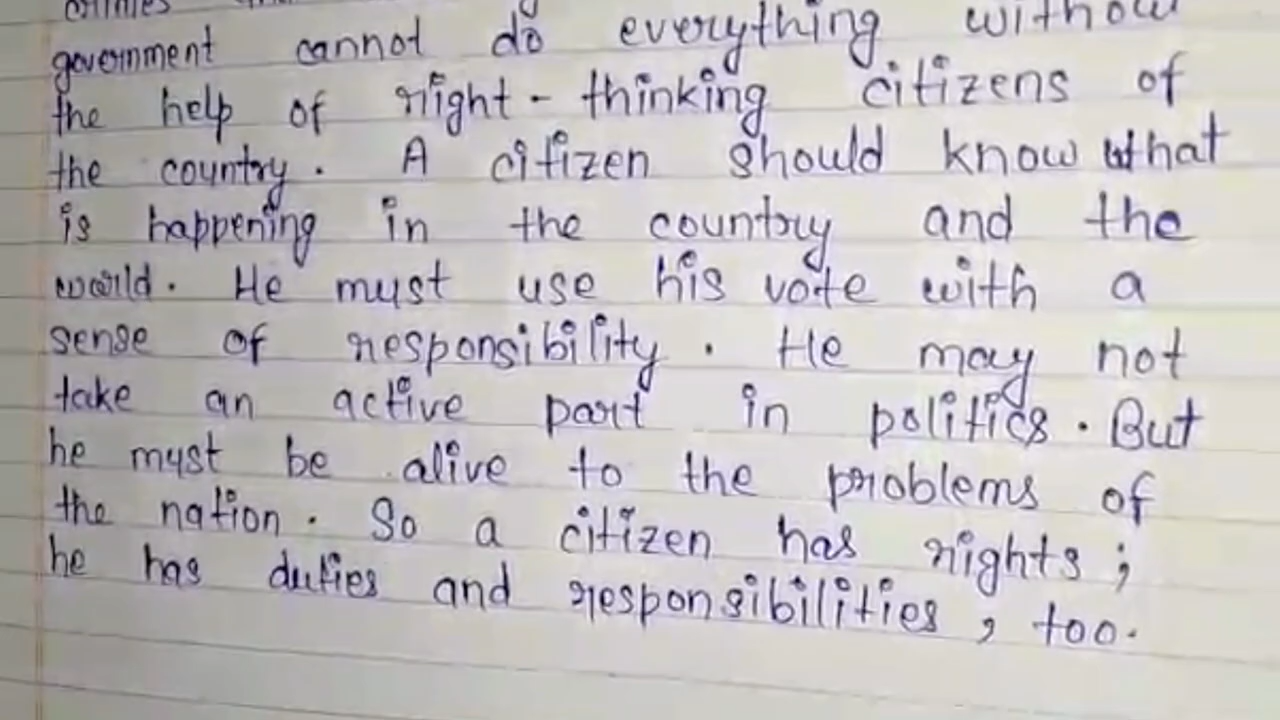 crimes
government cannot do everything without
the help of right - thinking citizens of
the country. A citizen should know what
is happening in the country and the
world. He must use his vote with a
sense of responsibility. He may not
take an active part in politics. But
he must be alive to the problems of
the nation. So a citizen has rights;
he has duties and responsibilities, too.